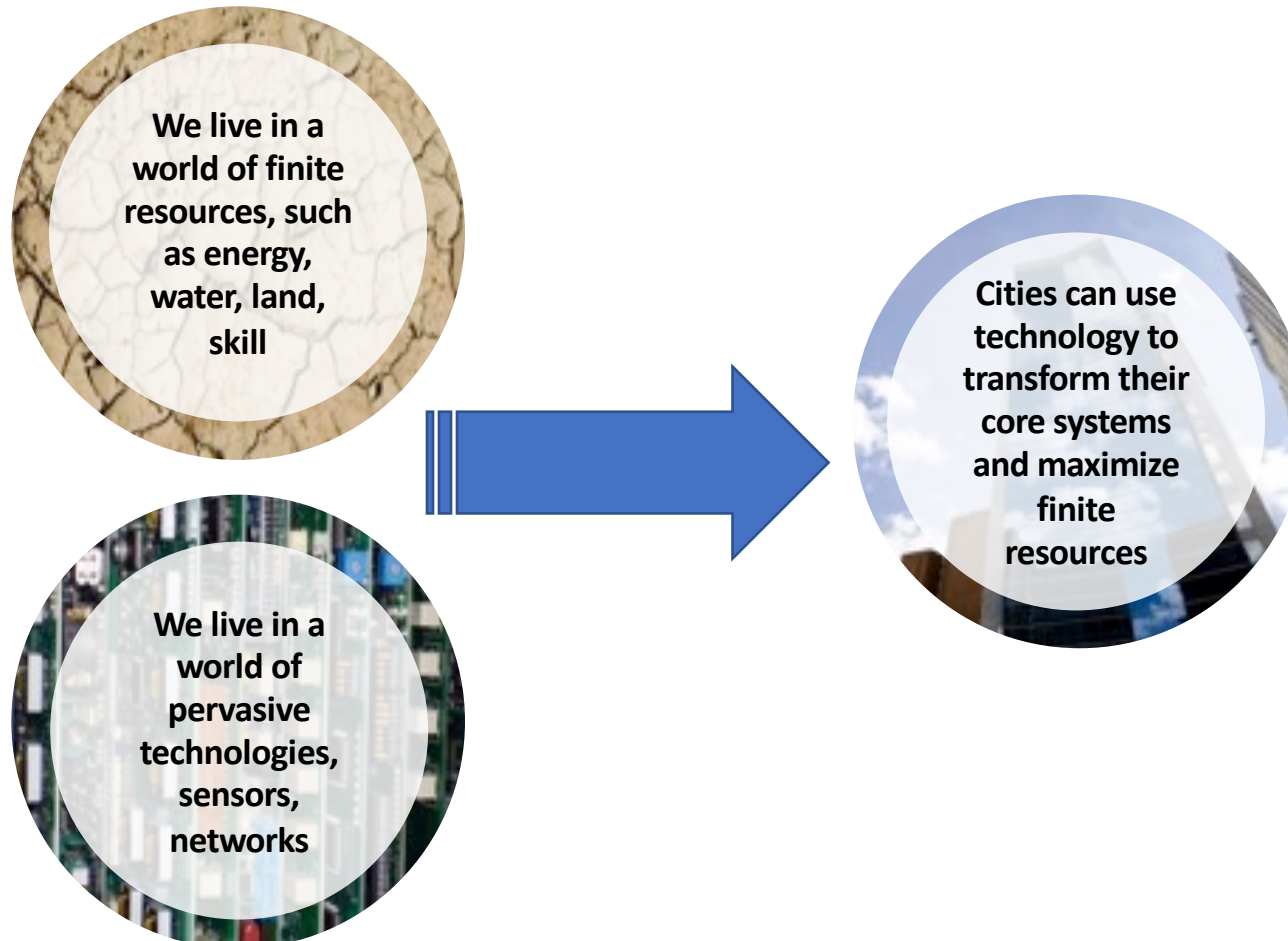 We live in a
world of finite
resources, such
as energy,
water, land,
skill
We live in a
world of
pervasive
technologies,
sensors,
networks
Cities can use
technology to
transform their
core systems
and maximize
finite
resources